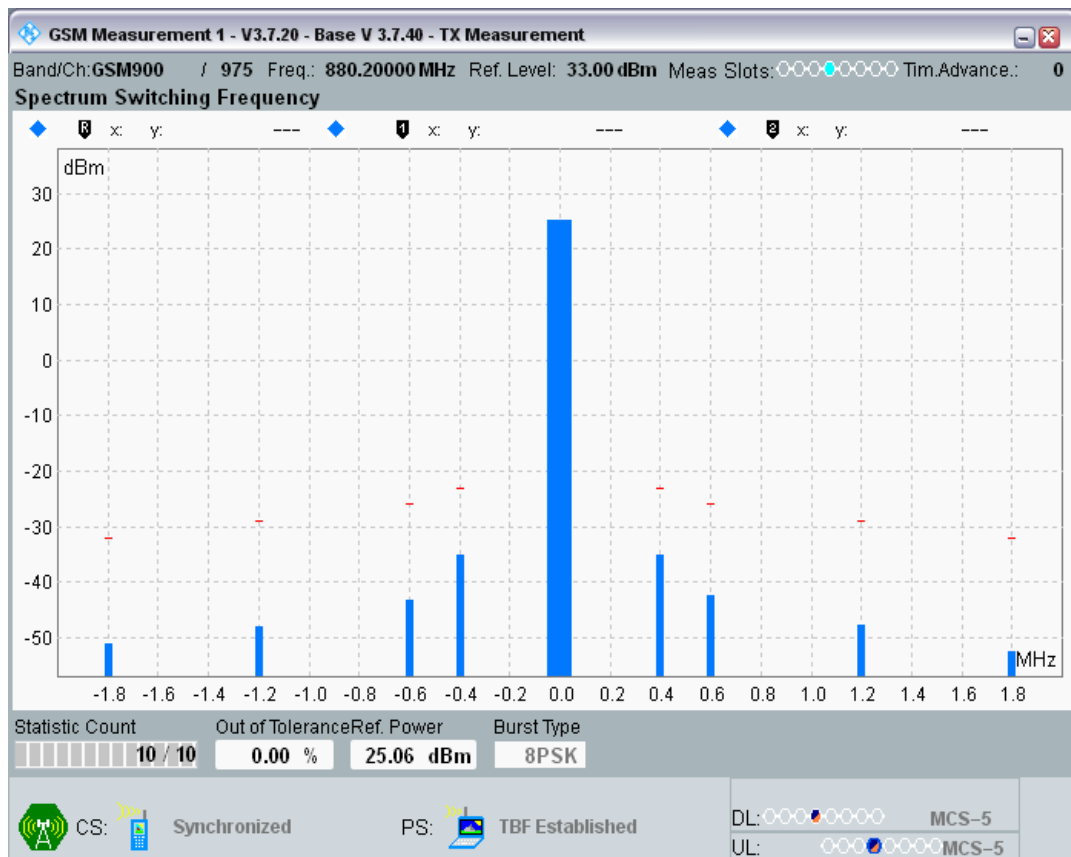 GSM Measurement 1 - V3.7.20 - Base V 3.7.40 - TX Measurement
Band/Ch:GSM900 / 975 Freq.: 880.20000 MHz Ref. Level: 33.00 dBm Meas Slots: Tim.Advance.: 0
Spectrum Switching Frequency
R x: y: --- 1 x: y: --- 2 x: y: ---
dBm
30
20
10
0
-10
-20
-30
-40
-50
MHz
-1.8 -1.6 -1.4 -1.2 -1.0 -0.8 -0.6 -0.4 -0.2 0.0 0.2 0.4 0.6 0.8 1.0 1.2 1.4 1.6 1.8
Statistic Count Out of Tolerance Ref. Power Burst Type
10 / 10 0.00 % 25.06 dBm 8PSK
CS: Synchronized PS: TBF Established
DL: MCS-5
UL: MCS-5